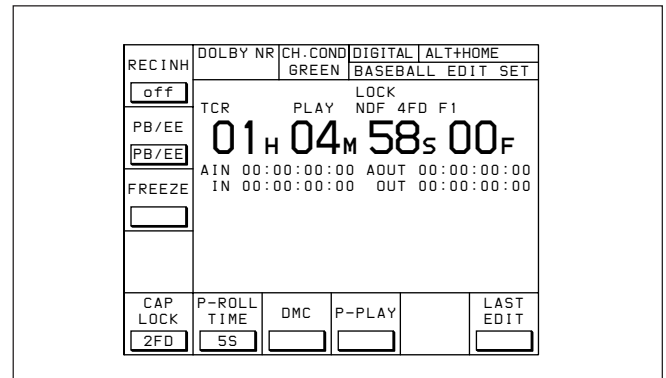 RECINH
off
PB/EE
PB/EE
FREEZE
DOLBY NR CH.COND DIGITAL ALT+HOME
GREEN BASEBALL EDIT SET
LOCK
TCR PLAY NDF 4FD F1
01H 04M 58S 00F
AIN 00:00:00:00 AOUT 00:00:00:00
IN 00:00:00:00 OUT 00:00:00:00
CAP LOCK
2FD
P-ROLL TIME
5S
DMC
P-PLAY
LAST EDIT